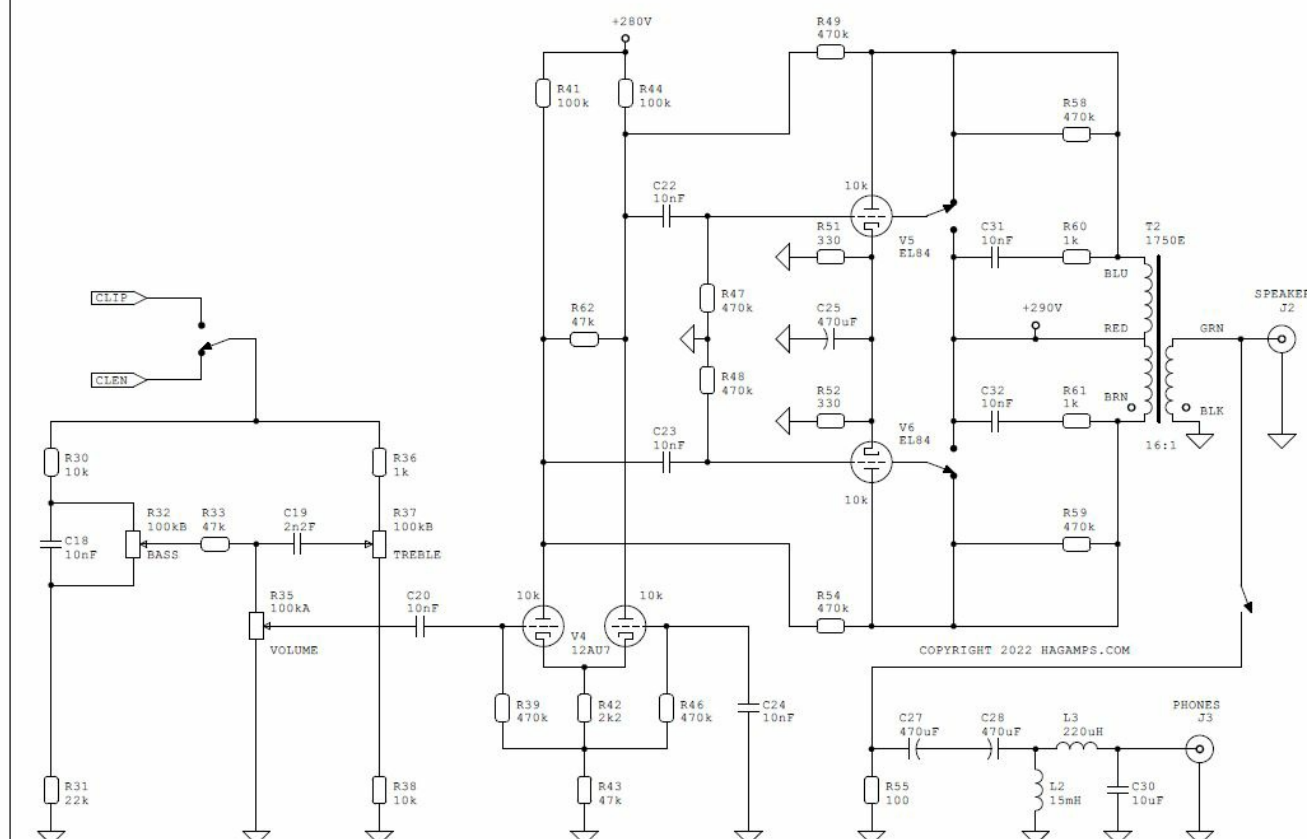 +280V
R49
470k
R41
100k
R44
100k
R58
470k
10k
C22
10nF
R51
330
V5
EL84
C31
10nF
R60
1k
T2
1750E
BLU
R47
470k
SPEAKER
J2
CLIP
R62
47k
C25
470uF
+290V
RED
GRN
CLEN
R48
470k
R52
330
C32
10nF
R61
1k
BRN
BLK
C23
10nF
V6
EL84
16:1
R30
10k
R36
1k
10k
R32
100kB
BASS
R33
47k
C19
2n2F
R37
100kB
TREBLE
C18
10nF
R59
470k
R35
100kA
VOLUME
C20
10nF
10k
10k
V4
12AU7
R54
470k
COPYRIGHT 2022 HAGAMPS.COM
R39
470k
R42
2k2
R46
470k
C24
10nF
C27
470uF
C28
470uF
L3
220uH
PHONES
J3
R31
22k
R38
10k
R43
47k
R55
100
L2
15mH
C30
10uF